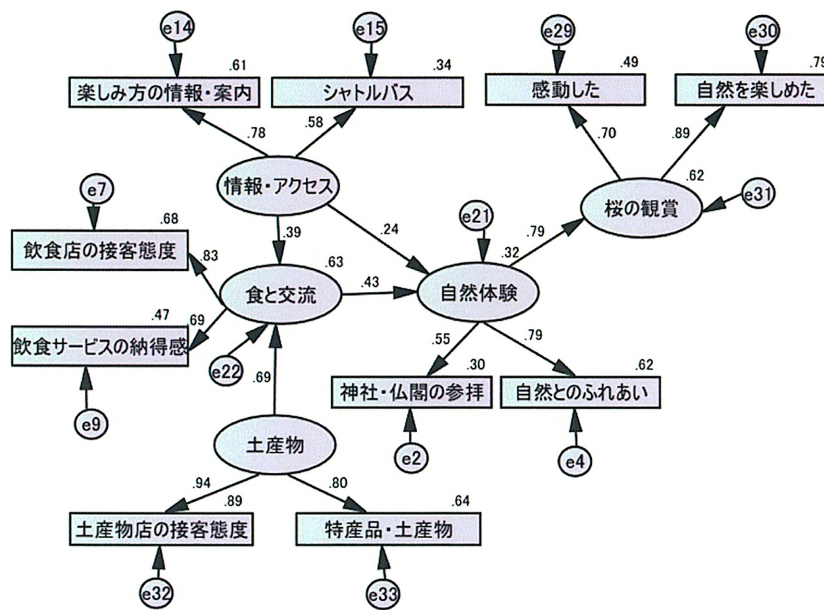 e14
e15
e29
e30
.61
.34
.49
.79
楽しみ方の情報・案内
シャトルバス
感動した
自然を楽しめた
.78
.58
.70
.89
情報・アクセス
.62
桜の観賞
e31
e7
e21
.68
.39
.24
.32
.79
飲食店の接客態度
.83
.63
食と交流
.43
自然体験
.47
.69
飲食サービスの納得感
e22
.55
.79
.30
.62
.69
神社・仏閣の参拝
自然とのふれあい
e9
土産物
e2
e4
.94
.89
.80
.64
土産物店の接客態度
特産品・土産物
e32
e33